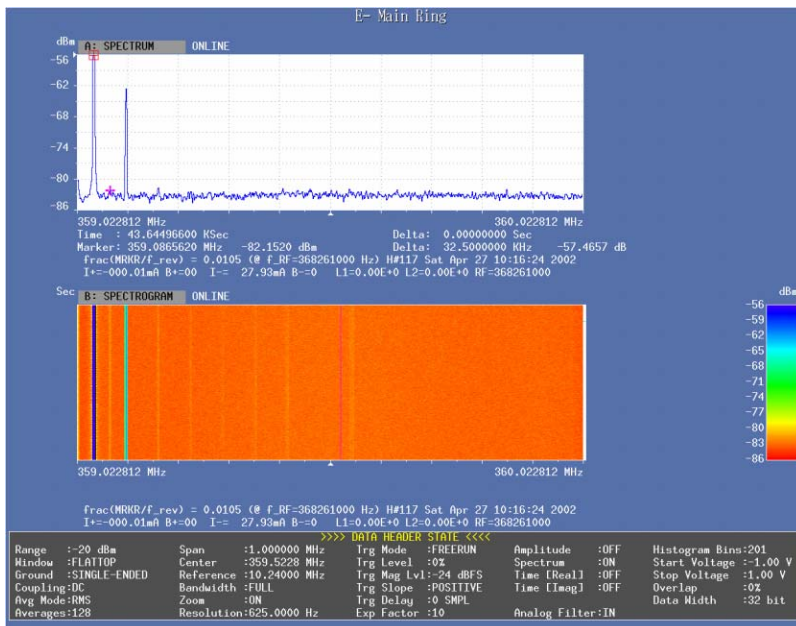 E- Main Ring
dBm
A: SPECTRUM ONLINE
-56
-62
-68
-74
-80
-86
359.022812 MHz 360.022812 MHz
Time : 43.64496600 KSec Delta: 0.00000000 Sec
Marker: 359.0865620 MHz -82.1520 dBm Delta: 32.5000000 KHz -57.4657 dB
frac(MRKR/f_rev) = 0.0105 (@ f_RF=368261000 Hz) H#117 Sat Apr 27 10:16:24 2002
I+=-000.01mA B+=00 I-= 27.93mA B-=0 L1=0.00E+0 L2=0.00E+0 RF=368261000
Sec B: SPECTROGRAM ONLINE dBm
-56
-59
-62
-65
-68
-71
-74
-77
-80
-83
-86
359.022812 MHz 360.022812 MHz
frac(MRKR/f_rev) = 0.0105 (@ f_RF=368261000 Hz) H#117 Sat Apr 27 10:16:24 2002
I+=-000.01mA B+=00 I-= 27.93mA B-=0 L1=0.00E+0 L2=0.00E+0 RF=368261000
>>>> DATA HEADER STATE <<<<
Range :-20 dBm Span :1.000000 MHz Trg Mode :FREERUN Amplitude :OFF Histogram Bins:201
Window :FLATTOP Center :359.5228 MHz Trg Level :0% Spectrum :ON Start Voltage :-1.00 V
Ground :SINGLE-ENDED Reference :10.24000 MHz Trg Mag Lvl:-24 dBFS Time [Real] :OFF Stop Voltage :1.00 V
Coupling:DC Bandwidth :FULL Trg Slope :POSITIVE Time [Imag] :OFF Overlap :0%
Avg Mode:RMS Zoom :ON Trg Delay :0 SMPL Data Width :32 bit
Averages:128 Resolution:625.0000 Hz Exp Factor :10 Analog Filter:IN